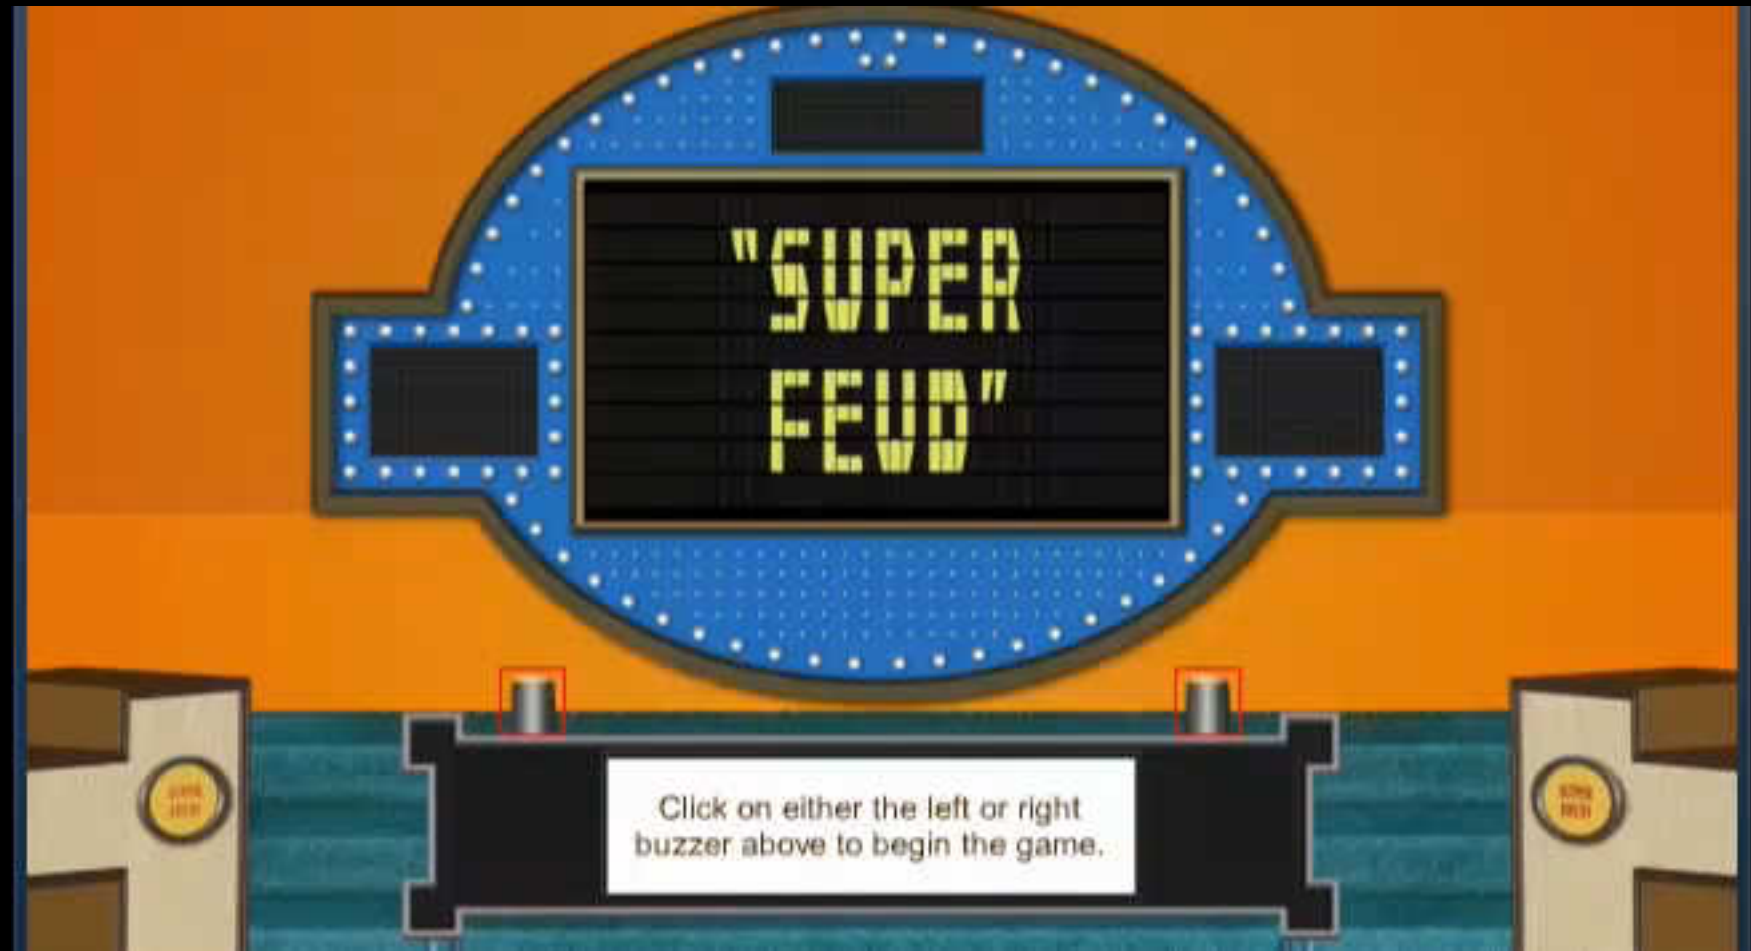 "SUPER
FEUD"
Click on either the left or right
buzzer above to begin the game.